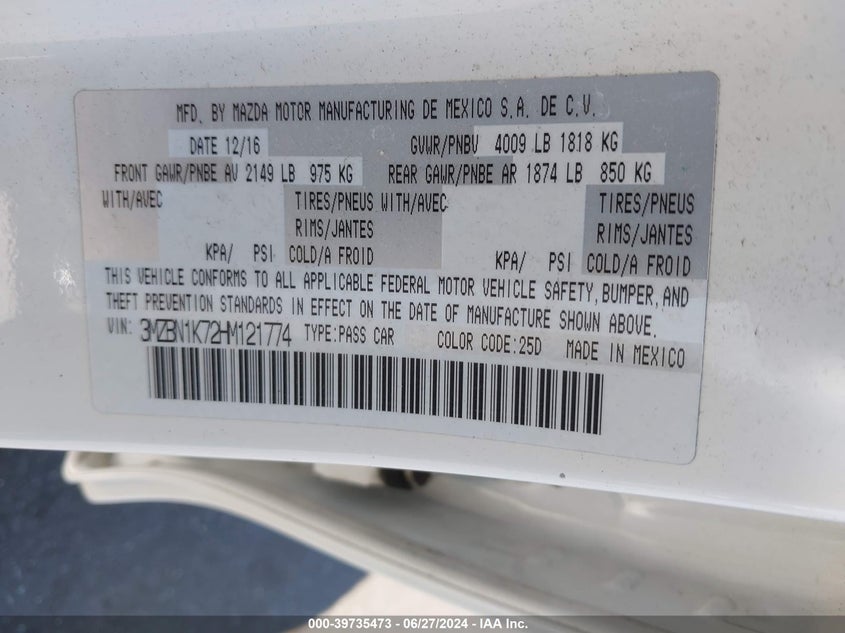 MFD. BY MAZDA MOTOR MANUFACTURING DE MEXICO S.A. DE C.V.
DATE 12/16 GVWR/PNBV 4009 LB 1818 KG
FRONT GAWR/PNBE AV 2149 LB 975 KG REAR GAWR/PNBE AR 1874 LB 850 KG
WITH/AVEC TIRES/PNEUS WITH/AVEC TIRES/PNEUS
RIMS/JANTES RIMS/JANTES
KPA/ PSI COLD/A FROID KPA/ PSI COLD/A FROID
THIS VEHICLE CONFORMS TO ALL APPLICABLE FEDERAL MOTOR VEHICLE SAFETY, BUMPER, AND
THEFT PREVENTION STANDARDS IN EFFECT ON THE DATE OF MANUFACTURE SHOWN ABOVE.
VIN: 3MZBN1K72HM121774 TYPE:PASS CAR COLOR CODE:25D MADE IN MEXICO
000-39735473 - 06/27/2024 - IAA Inc.